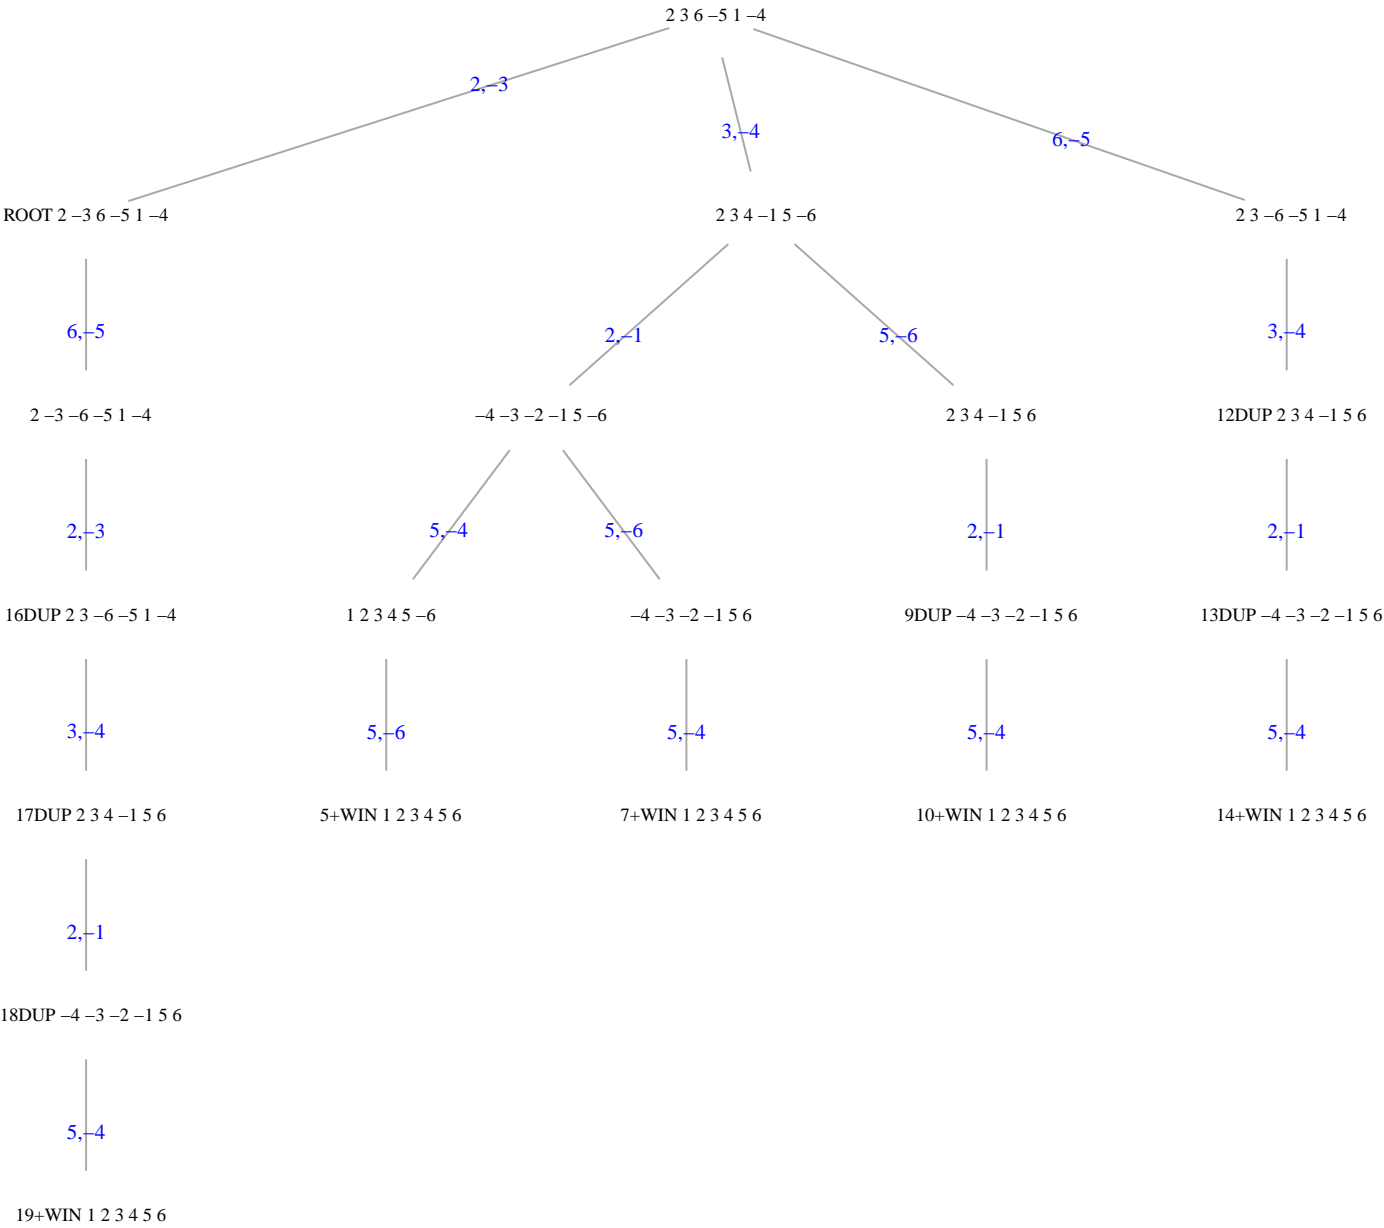 2 3 6 –5 1 –4
2,–3
3,–4
6,–5
ROOT 2 –3 6 –5 1 –4
2 3 4 –1 5 –6
2 3 –6 –5 1 –4
6,–5
2,–1
5,–6
3,–4
2 –3 –6 –5 1 –4
–4 –3 –2 –1 5 –6
2 3 4 –1 5 6
12DUP 2 3 4 –1 5 6
2,–3
5,–4
5,–6
2,–1
2,–1
16DUP 2 3 –6 –5 1 –4
1 2 3 4 5 –6
–4 –3 –2 –1 5 6
9DUP –4 –3 –2 –1 5 6
13DUP –4 –3 –2 –1 5 6
3,–4
5,–6
5,–4
5,–4
5,–4
17DUP 2 3 4 –1 5 6
5+WIN 1 2 3 4 5 6
7+WIN 1 2 3 4 5 6
10+WIN 1 2 3 4 5 6
14+WIN 1 2 3 4 5 6
2,–1
18DUP –4 –3 –2 –1 5 6
5,–4
19+WIN 1 2 3 4 5 6